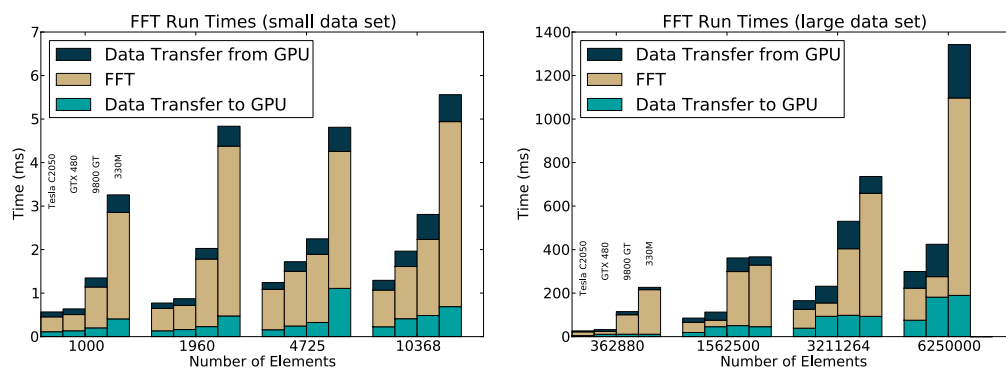 FFT Run Times (small data set)
7
6
5
4
3
2
1
0
Time (ms)
Data Transfer from GPU
FFT
Data Transfer to GPU
Tesla C2050
GTX 480
9800 GT
330M
1000
1960
4725
10368
Number of Elements
FFT Run Times (large data set)
1400
1200
1000
800
600
400
200
0
Time (ms)
Data Transfer from GPU
FFT
Data Transfer to GPU
Tesla C2050
GTX 480
9800 GT
330M
362880
1562500
3211264
6250000
Number of Elements